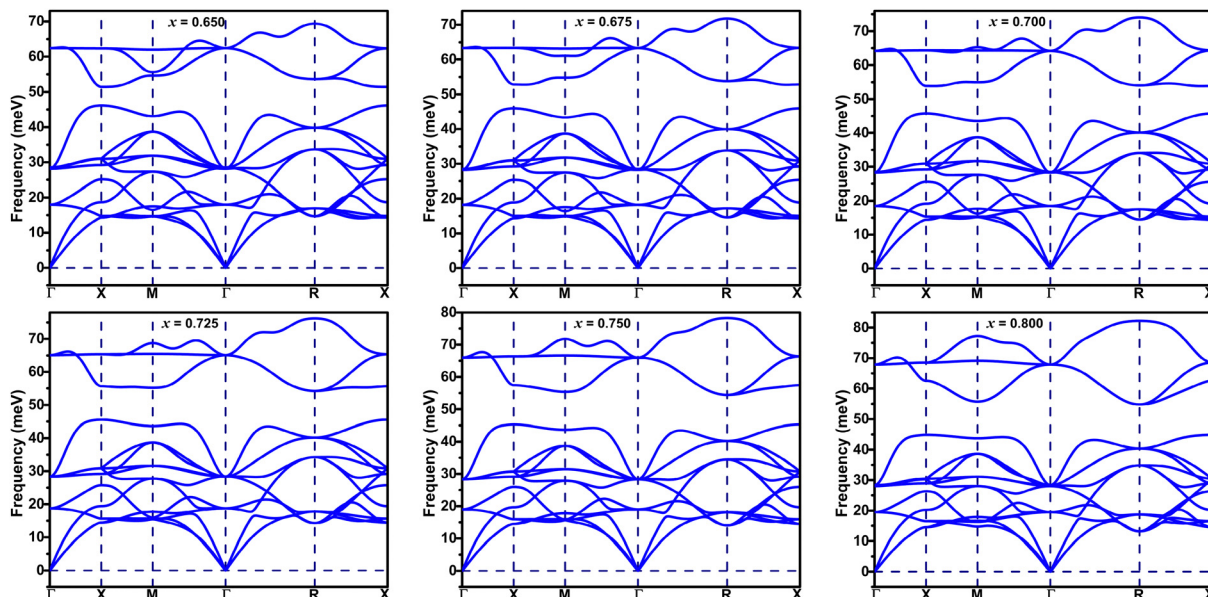 x = 0.650
70
60
50
40
30
20
10
0
Frequency (meV)
Γ X M Γ R X
x = 0.675
70
60
50
40
30
20
10
0
Frequency (meV)
Γ X M Γ R X
x = 0.700
70
60
50
40
30
20
10
0
Frequency (meV)
Γ X M Γ R X
x = 0.725
70
60
50
40
30
20
10
0
Frequency (meV)
Γ X M Γ R X
x = 0.750
80
70
60
50
40
30
20
10
0
Frequency (meV)
Γ X M Γ R X
x = 0.800
80
70
60
50
40
30
20
10
0
Frequency (meV)
Γ X M Γ R X